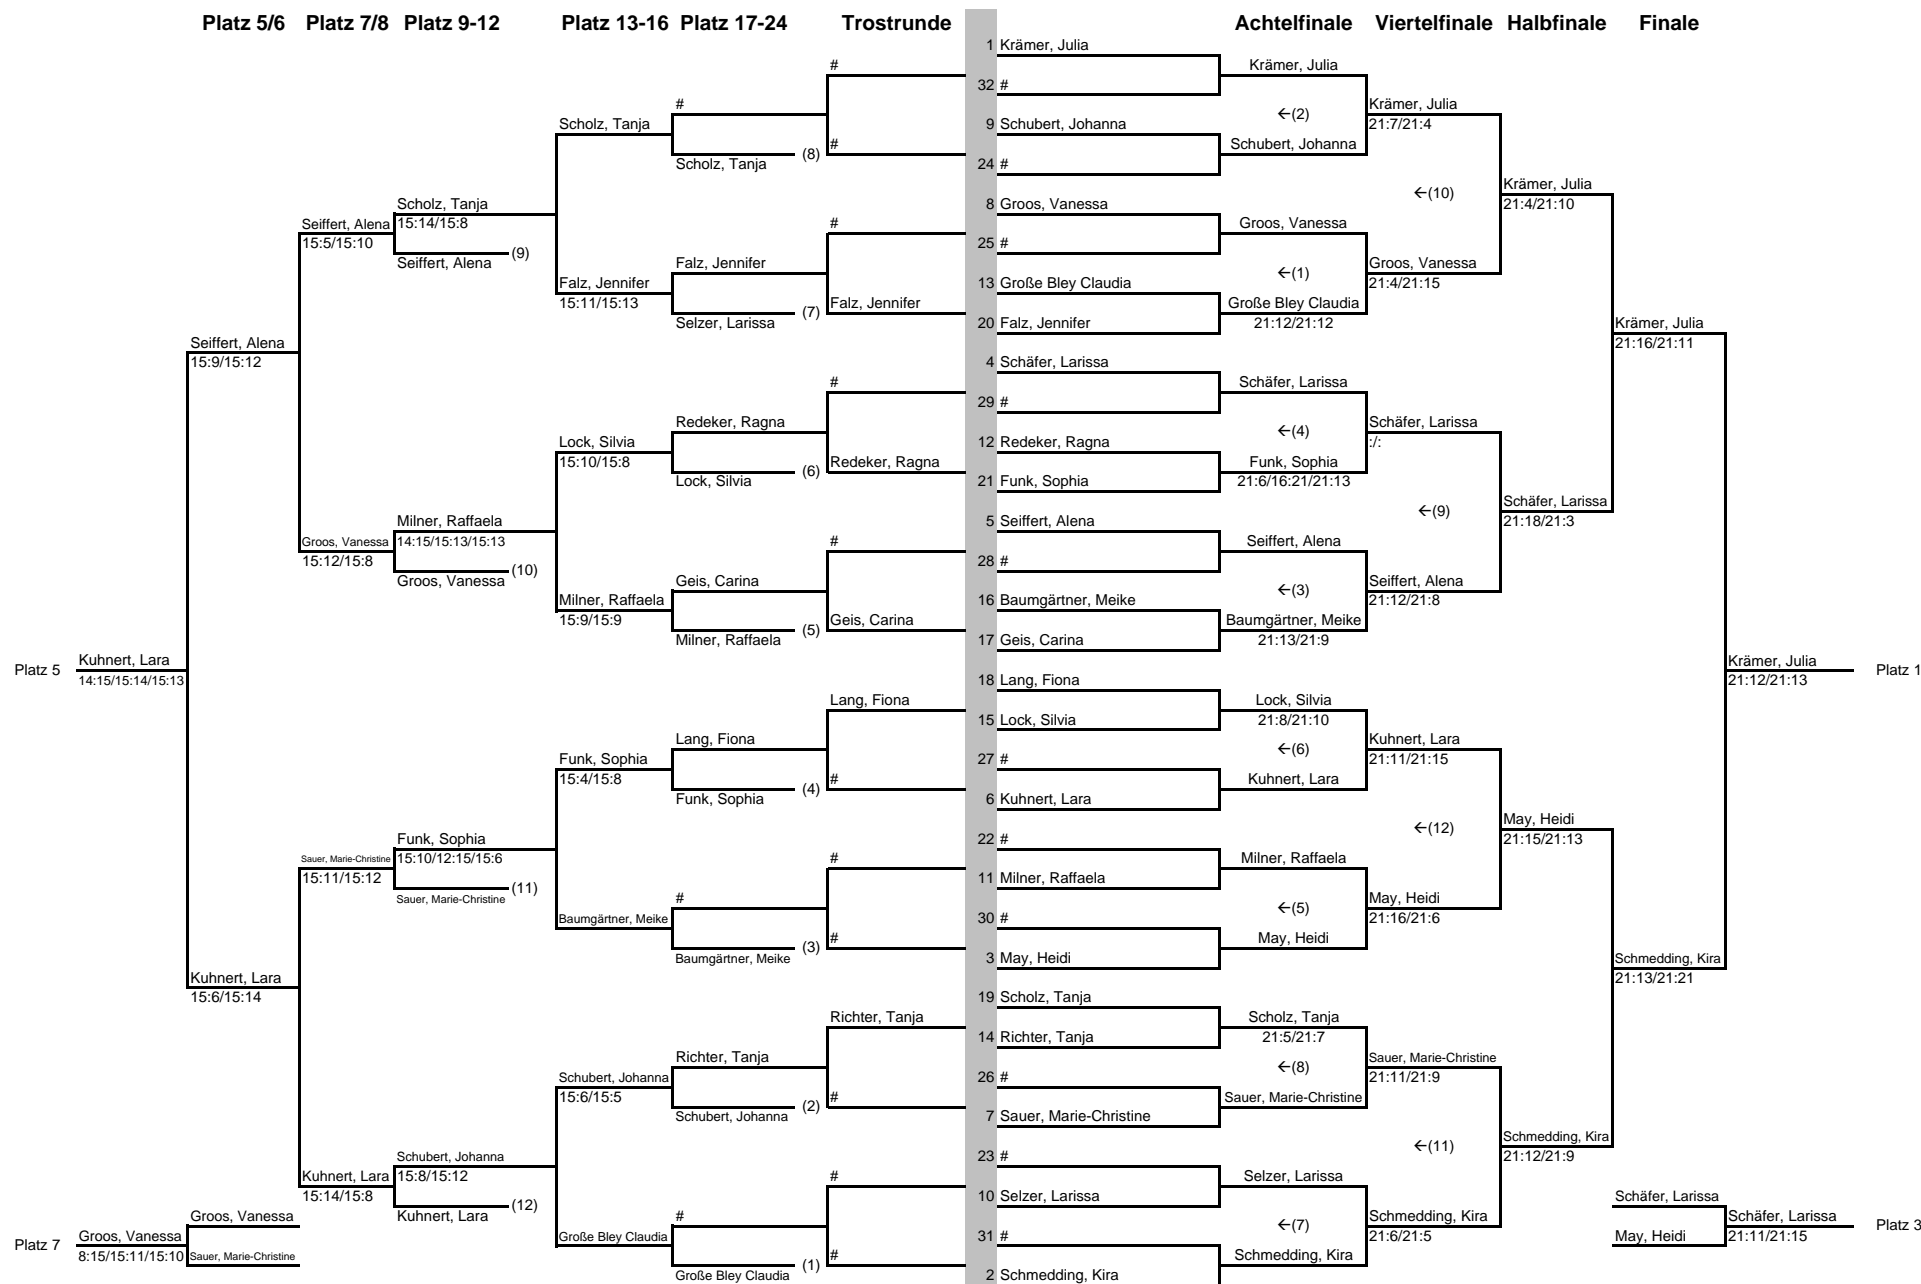 Platz 5/6 Platz 7/8 Platz 9-12 Platz 13-16 Platz 17-24 Trostrunde Achtelfinale Viertelfinale Halbfinale Finale
1 Krämer, Julia
# Krämer, Julia
32 #
# Krämer, Julia
←(2)
Scholz, Tanja 9 Schubert, Johanna 21:7/21:4
# Schubert, Johanna
(8)
Scholz, Tanja 24 #
Krämer, Julia
←(10)
Scholz, Tanja 8 Groos, Vanessa 21:4/21:10
Seiffert, Alena 15:14/15:8 # Groos, Vanessa
15:5/15:10 25 #
(9)
Seiffert, Alena Falz, Jennifer Groos, Vanessa
←(1)
Falz, Jennifer 13 Große Bley Claudia 21:4/21:15
15:11/15:13 Falz, Jennifer Große Bley Claudia
(7)
Selzer, Larissa 20 Falz, Jennifer 21:12/21:12 Krämer, Julia
Seiffert, Alena 21:16/21:11
15:9/15:12 4 Schäfer, Larissa
# Schäfer, Larissa
29 #
Redeker, Ragna Schäfer, Larissa
←(4)
Lock, Silvia 12 Redeker, Ragna :/:
15:10/15:8 Redeker, Ragna Funk, Sophia
(6)
Lock, Silvia 21 Funk, Sophia 21:6/16:21/21:13
Schäfer, Larissa
←(9)
Milner, Raffaela 5 Seiffert, Alena 21:18/21:3
Groos, Vanessa 14:15/15:13/15:13 # Seiffert, Alena
15:12/15:8 28 #
(10)
Groos, Vanessa Geis, Carina Seiffert, Alena
←(3)
Milner, Raffaela 16 Baumgärtner, Meike 21:12/21:8
15:9/15:9 Geis, Carina Baumgärtner, Meike
(5)
Milner, Raffaela 17 Geis, Carina 21:13/21:9
Kuhnert, Lara Krämer, Julia
Platz 5 Platz 1
14:15/15:14/15:13 18 Lang, Fiona 21:12/21:13
Lang, Fiona Lock, Silvia
15 Lock, Silvia 21:8/21:10
Lang, Fiona Kuhnert, Lara
←(6)
Funk, Sophia 27 # 21:11/21:15
15:4/15:8 # Kuhnert, Lara
(4)
Funk, Sophia 6 Kuhnert, Lara
May, Heidi
←(12)
Funk, Sophia 22 # 21:15/21:13
Sauer, Marie-Christine 15:10/12:15/15:6 # Milner, Raffaela
15:11/15:12 11 Milner, Raffaela
(11)
Sauer, Marie-Christine # May, Heidi
←(5)
Baumgärtner, Meike 30 # 21:16/21:6
# May, Heidi
(3)
Baumgärtner, Meike 3 May, Heidi Schmedding, Kira
Kuhnert, Lara 21:13/21:21
15:6/15:14 19 Scholz, Tanja
Richter, Tanja Scholz, Tanja
14 Richter, Tanja 21:5/21:7
Richter, Tanja Sauer, Marie-Christine
←(8)
Schubert, Johanna 26 # 21:11/21:9
15:6/15:5 # Sauer, Marie-Christine
(2)
Schubert, Johanna 7 Sauer, Marie-Christine
Schmedding, Kira
←(11)
Schubert, Johanna 23 # 21:12/21:9
Kuhnert, Lara 15:8/15:12 # Selzer, Larissa
15:14/15:8 10 Selzer, Larissa Schäfer, Larissa
(12)
Groos, Vanessa Kuhnert, Lara # Schmedding, Kira Schäfer, Larissa
←(7)
Platz 7 Platz 3
Groos, Vanessa Große Bley Claudia 31 # 21:6/21:5 May, Heidi 21:11/21:15
8:15/15:11/15:10 Sauer, Marie-Christine # Schmedding, Kira
(1)
Große Bley Claudia 2 Schmedding, Kira